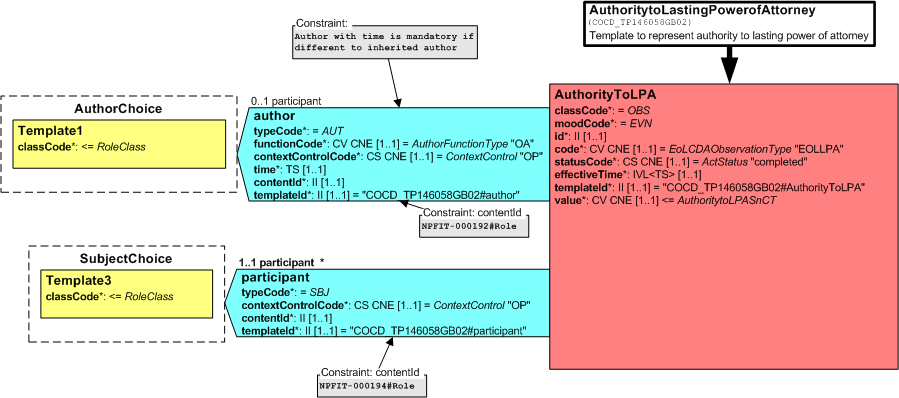 AuthoritytoLastingPowerofAttorney
(COCD_TP146058GB02)
Template to represent authority to lasting power of attorney
Constraint:
Author with time is mandatory if
different to inherited author
AuthorChoice
Template1
classCode*: <= RoleClass
0..1 participant
author
typeCode*: = AUT
functionCode*: CV CNE [1..1] = AuthorFunctionType "OA"
contextControlCode*: CS CNE [1..1] = ContextControl "OP"
time*: TS [1..1]
contentId*: II [1..1]
templateId*: II [1..1] = "COCD_TP146058GB02#author"
Constraint: contentId
NPFIT-000192#Role
AuthorityToLPA
classCode*: = OBS
moodCode*: = EVN
id*: II [1..1]
code*: CV CNE [1..1] = EoLCDAObservationType "EOLLPA"
statusCode*: CS CNE [1..1] = ActStatus "completed"
effectiveTime*: IVL<TS> [1..1]
templateId*: II [1..1] = "COCD_TP146058GB02#AuthorityToLPA"
value*: CV CNE [1..1] <= AuthoritytoLPASnCT
SubjectChoice
Template3
classCode*: <= RoleClass
1..1 participant *
participant
typeCode*: = SBJ
contextControlCode*: CS CNE [1..1] = ContextControl "OP"
contentId*: II [1..1]
templateId*: II [1..1] = "COCD_TP146058GB02#participant"
Constraint: contentId
NPFIT-000194#Role